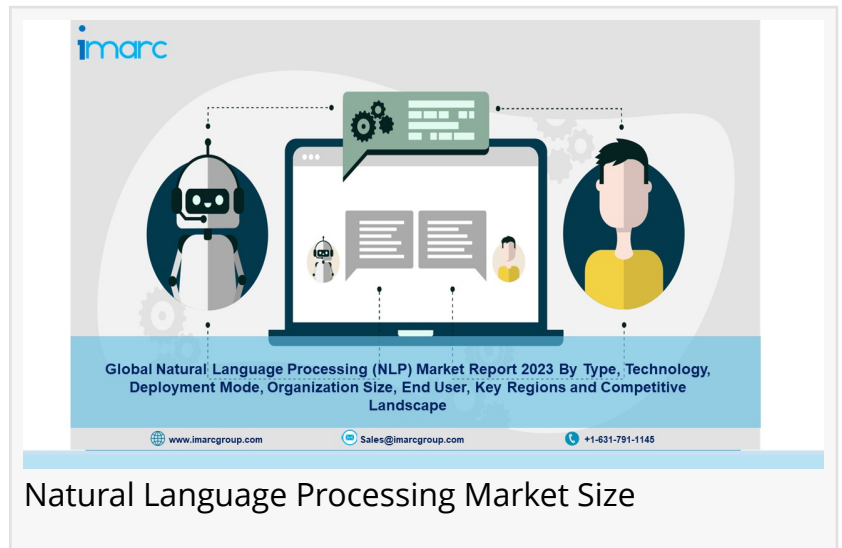 imarc
Global Natural Language Processing (NLP) Market Report 2023 By Type, Technology,
Deployment Mode, Organization Size, End User, Key Regions and Competitive
Landscape
www.imarcgroup.com Sales@imarcgroup.com +1-631-791-1145
Natural Language Processing Market Size